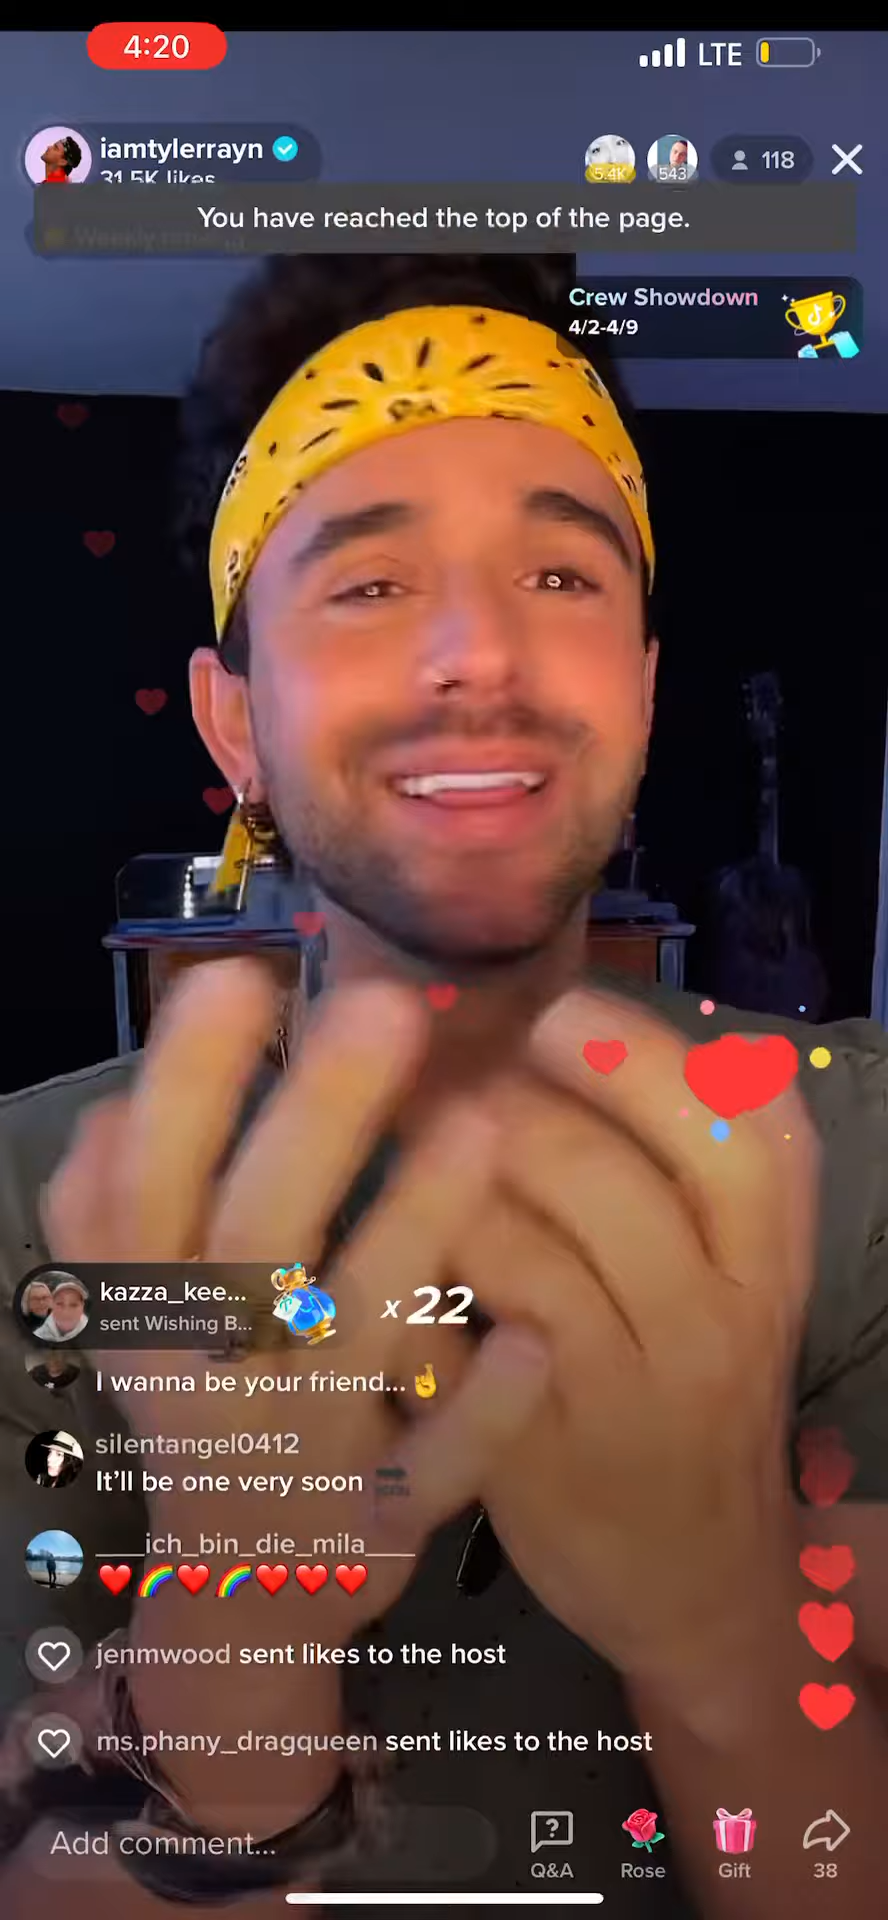 4:20
LTE
iamtylerrayn
31.5K likes
5.4K
543
118
You have reached the top of the page.
Crew Showdown
4/2-4/9
kazza_kee...
sent Wishing B...
x 22
I wanna be your friend...🤞
silentangel0412
It'll be one very soon
___ich_bin_die_mila___
❤️🌈❤️🌈❤️❤️❤️
jenmwood sent likes to the host
ms.phany_dragqueen sent likes to the host
Add comment...
Q&A
Rose
Gift
38